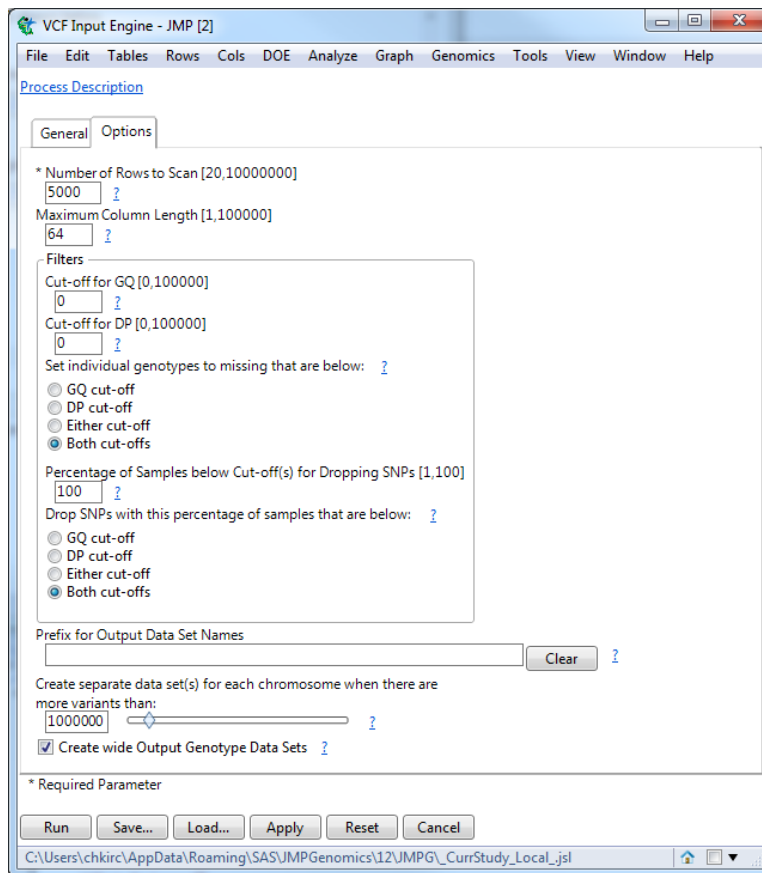 VCF Input Engine - JMP [2]
File Edit Tables Rows Cols DOE Analyze Graph Genomics Tools View Window Help
Process Description
General Options
* Number of Rows to Scan [20,10000000]
5000 ?
Maximum Column Length [1,100000]
64 ?
Filters
Cut-off for GQ [0,100000]
0 ?
Cut-off for DP [0,100000]
0 ?
Set individual genotypes to missing that are below: ?
GQ cut-off
DP cut-off
Either cut-off
Both cut-offs
Percentage of Samples below Cut-off(s) for Dropping SNPs [1,100]
100 ?
Drop SNPs with this percentage of samples that are below: ?
GQ cut-off
DP cut-off
Either cut-off
Both cut-offs
Prefix for Output Data Set Names
Clear ?
Create separate data set(s) for each chromosome when there are
more variants than:
1000000 ?
Create wide Output Genotype Data Sets ?
* Required Parameter
Run Save... Load... Apply Reset Cancel
C:\Users\chkirc\AppData\Roaming\SAS\JMPGenomics\12\JMPG\_CurrStudy_Local_.jsl